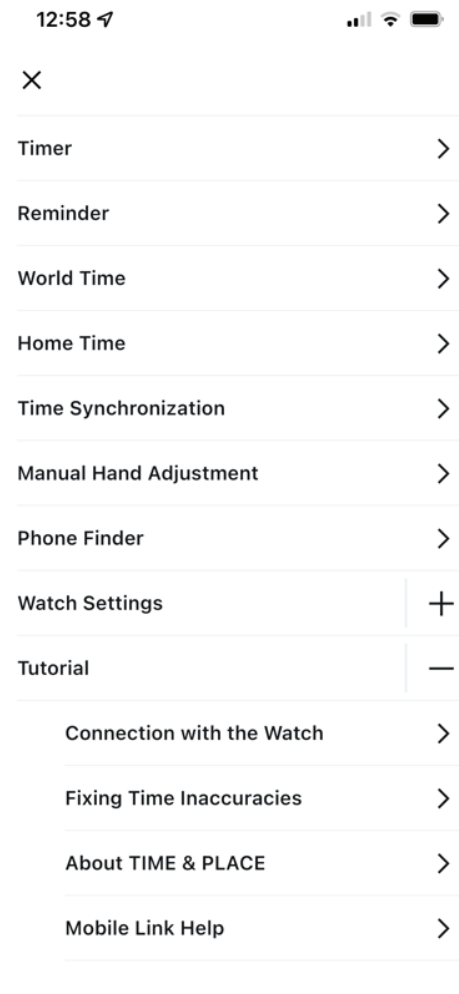 12:58
Timer
Reminder
World Time
Home Time
Time Synchronization
Manual Hand Adjustment
Phone Finder
Watch Settings
Tutorial
Connection with the Watch
Fixing Time Inaccuracies
About TIME & PLACE
Mobile Link Help